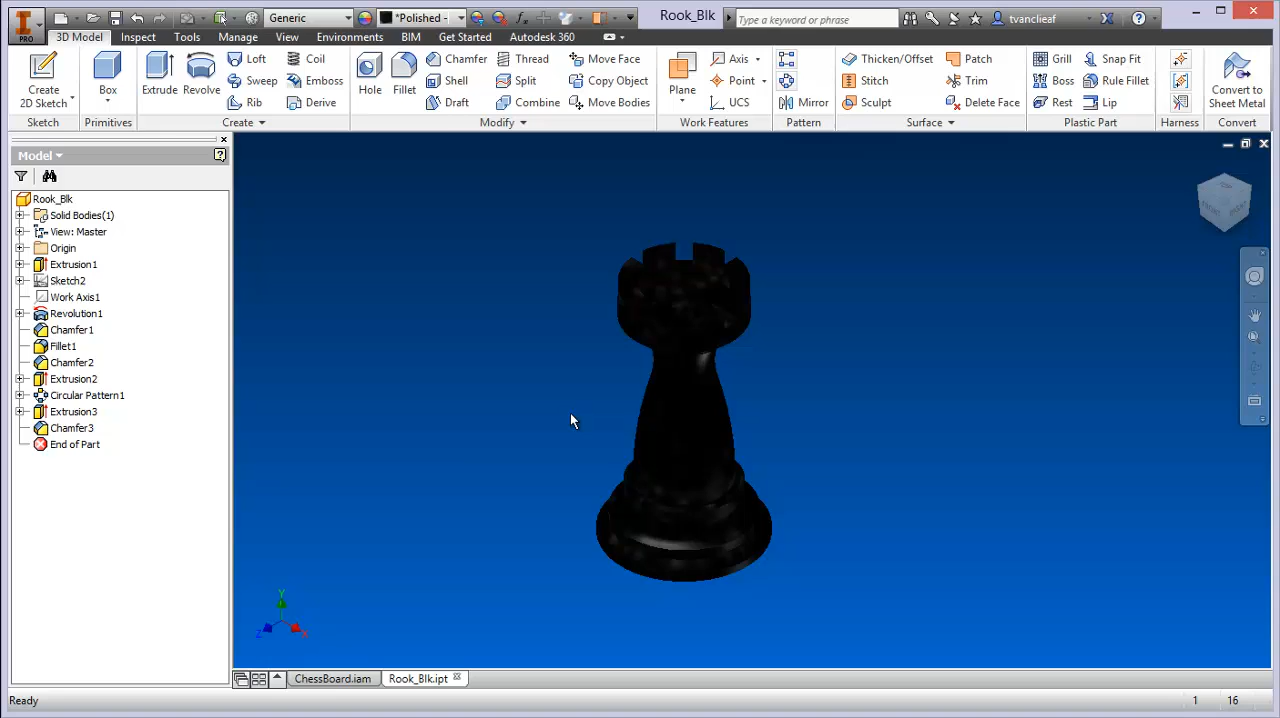 Generic
*Polished -
Rook_Blk
Type a keyword or phrase
tvanclieaf
PRO
3D Model Inspect Tools Manage View Environments BIM Get Started Autodesk 360
Create
2D Sketch
Sketch
Box
Primitives
Extrude
Revolve
Loft
Sweep
Rib
Coil
Emboss
Derive
Create
Hole
Fillet
Chamfer
Shell
Draft
Thread
Split
Combine
Move Face
Copy Object
Move Bodies
Modify
Plane
Axis
Point
UCS
Work Features
Mirror
Pattern
Thicken/Offset
Stitch
Sculpt
Patch
Trim
Delete Face
Surface
Grill
Boss
Rest
Snap Fit
Rule Fillet
Lip
Plastic Part
Harness
Convert to
Sheet Metal
Convert
Model
Rook_Blk
Solid Bodies(1)
View: Master
Origin
Extrusion1
Sketch2
Work Axis1
Revolution1
Chamfer1
Fillet1
Chamfer2
Extrusion2
Circular Pattern1
Extrusion3
Chamfer3
End of Part
Y
Z
X
ChessBoard.iam
Rook_Blk.ipt
Ready
1
16